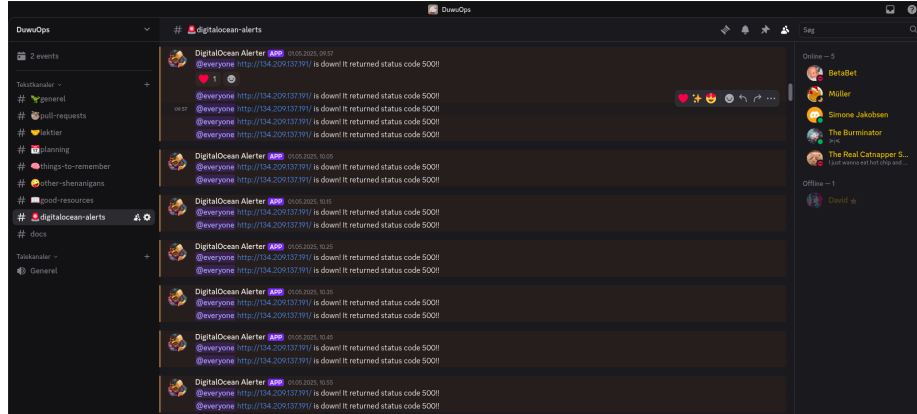 DuwuOps
DuwuOps
2 events
Tekstkanaler
# generel
# pull-requests
# lektier
# planning
# things-to-remember
# other-shenanigans
# good-resources
# digitalocean-alerts
# docs
Talekanaler
Generel
# digitalocean-alerts
Søg
DigitalOcean Alerter APP 01.05.2025, 09.57
@everyone http://134.209.137.191/ is down! It returned status code 500!!
1
@everyone http://134.209.137.191/ is down! It returned status code 500!!
09.57 @everyone http://134.209.137.191/ is down! It returned status code 500!!
@everyone http://134.209.137.191/ is down! It returned status code 500!!
@everyone http://134.209.137.191/ is down! It returned status code 500!!
DigitalOcean Alerter APP 01.05.2025, 10.05
@everyone http://134.209.137.191/ is down! It returned status code 500!!
@everyone http://134.209.137.191/ is down! It returned status code 500!!
DigitalOcean Alerter APP 01.05.2025, 10.15
@everyone http://134.209.137.191/ is down! It returned status code 500!!
@everyone http://134.209.137.191/ is down! It returned status code 500!!
DigitalOcean Alerter APP 01.05.2025, 10.25
@everyone http://134.209.137.191/ is down! It returned status code 500!!
@everyone http://134.209.137.191/ is down! It returned status code 500!!
DigitalOcean Alerter APP 01.05.2025, 10.35
@everyone http://134.209.137.191/ is down! It returned status code 500!!
@everyone http://134.209.137.191/ is down! It returned status code 500!!
DigitalOcean Alerter APP 01.05.2025, 10.45
@everyone http://134.209.137.191/ is down! It returned status code 500!!
@everyone http://134.209.137.191/ is down! It returned status code 500!!
DigitalOcean Alerter APP 01.05.2025, 10.55
@everyone http://134.209.137.191/ is down! It returned status code 500!!
@everyone http://134.209.137.191/ is down! It returned status code 500!!
Online — 5
BetaBet
Müller
Simone Jakobsen
The Burminator
>|<
The Real Catnapper S...
I just wanna eat hot chip and...
Offline — 1
David